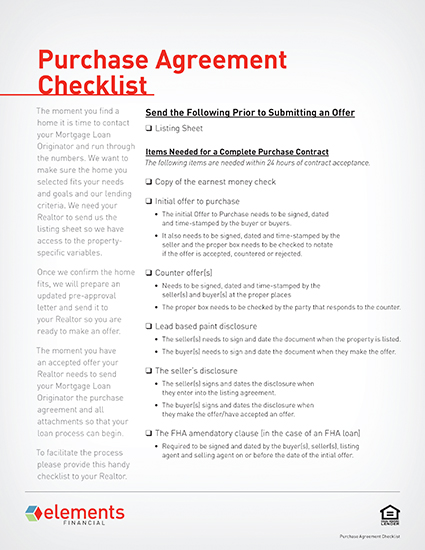 Purchase Agreement
Checklist
The moment you find a
home it is time to contact
your Mortgage Loan
Originator and run through
the numbers. We want to
make sure the home you
selected fits your needs
and goals and our lending
criteria. We need your
Realtor to send us the
listing sheet so we have
access to the property-
specific variables.
Once we confirm the home
fits, we will prepare an
updated pre-approval
letter and send it to
your Realtor so you are
ready to make an offer.
The moment you have
an accepted offer your
Realtor needs to send
your Mortgage Loan
Originator the purchase
agreement and all
attachments so that your
loan process can begin.
To facilitate the process
please provide this handy
checklist to your Realtor.
Send the Following Prior to Submitting an Offer
❑ Listing Sheet
Items Needed for a Complete Purchase Contract
The following items are needed within 24 hours of contract acceptance.
❑ Copy of the earnest money check
❑ Initial offer to purchase
• The initial Offer to Purchase needs to be signed, dated
and time-stamped by the buyer or buyers.
• It also needs to be signed, dated and time-stamped by the
seller and the proper box needs to be checked to notate
if the offer is accepted, countered or rejected.
❑ Counter offer(s)
• Needs to be signed, dated and time-stamped by the
seller(s) and buyer(s) at the proper places
• The proper box needs to be checked by the party that responds to the counter.
❑ Lead based paint disclosure
• The seller(s) needs to sign and date the document when the property is listed.
• The buyer(s) needs to sign and date the document when they make the offer.
❑ The seller's disclosure
• The seller(s) signs and dates the disclosure when
they enter into the listing agreement.
• The buyer(s) signs and dates the disclosure when
they make the offer/have accepted an offer.
❑ The FHA amendatory clause (in the case of an FHA loan)
• Required to be signed and dated by the buyer(s), seller(s), listing
agent and selling agent on or before the date of the intial offer.
elements
FINANCIAL
LENDER
Purchase Agreement Checklist